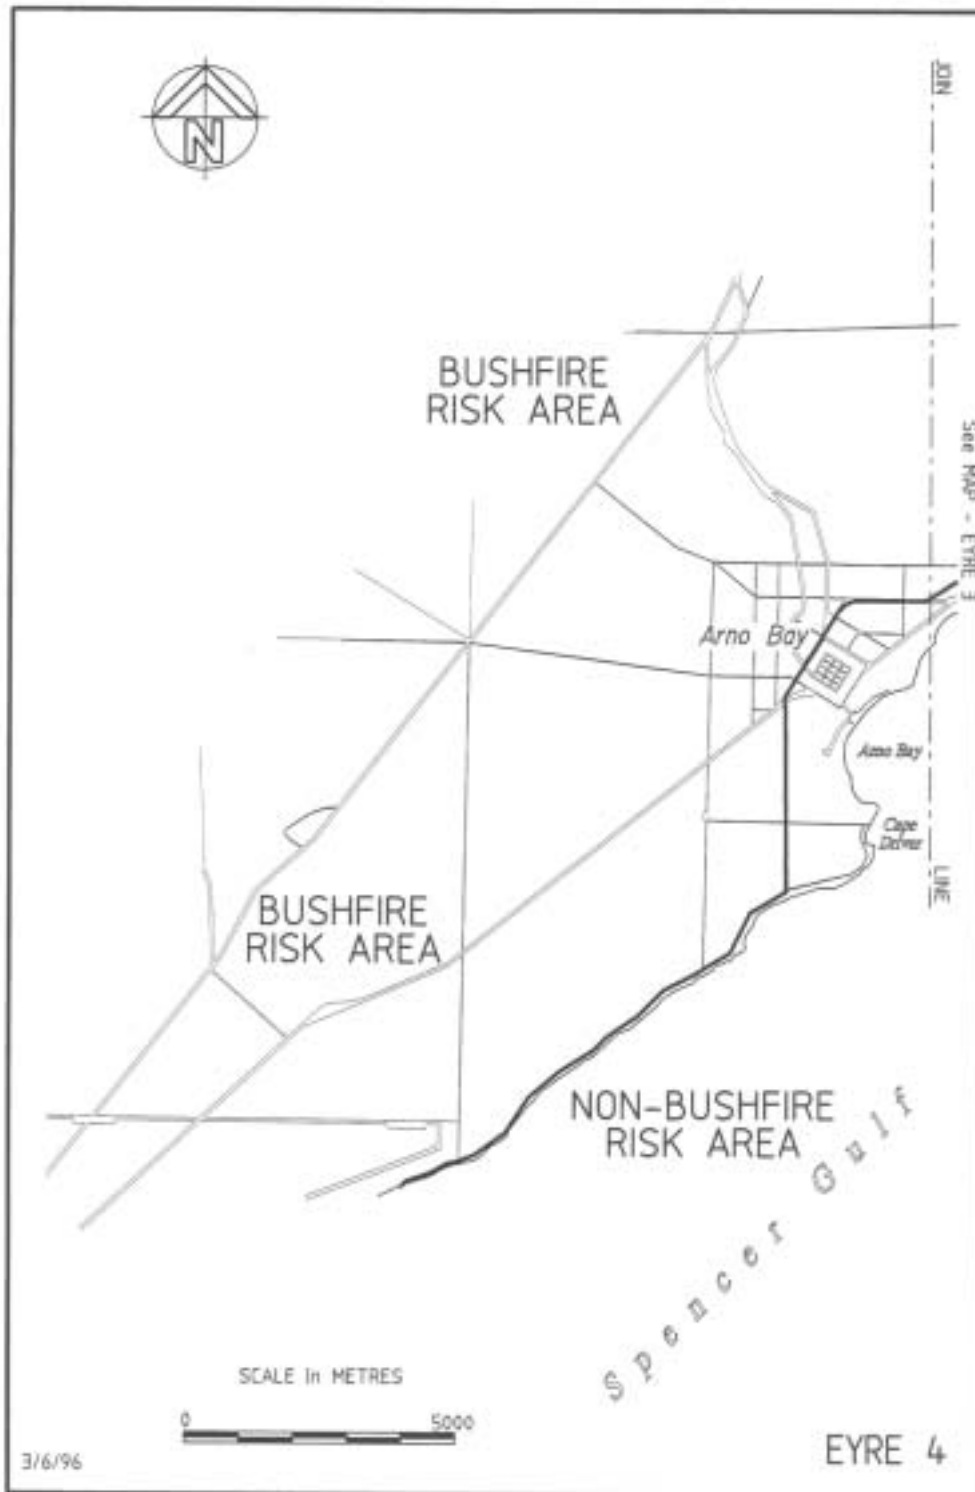 N
JOIN
BUSHFIRE
RISK AREA
See MAP - EYRE 3
Arno Bay
Arno Bay
Cape
Driver
LINE
BUSHFIRE
RISK AREA
NON-BUSHFIRE
RISK AREA
Spencer Gulf
SCALE in METRES
0 5000
3/6/96
EYRE 4